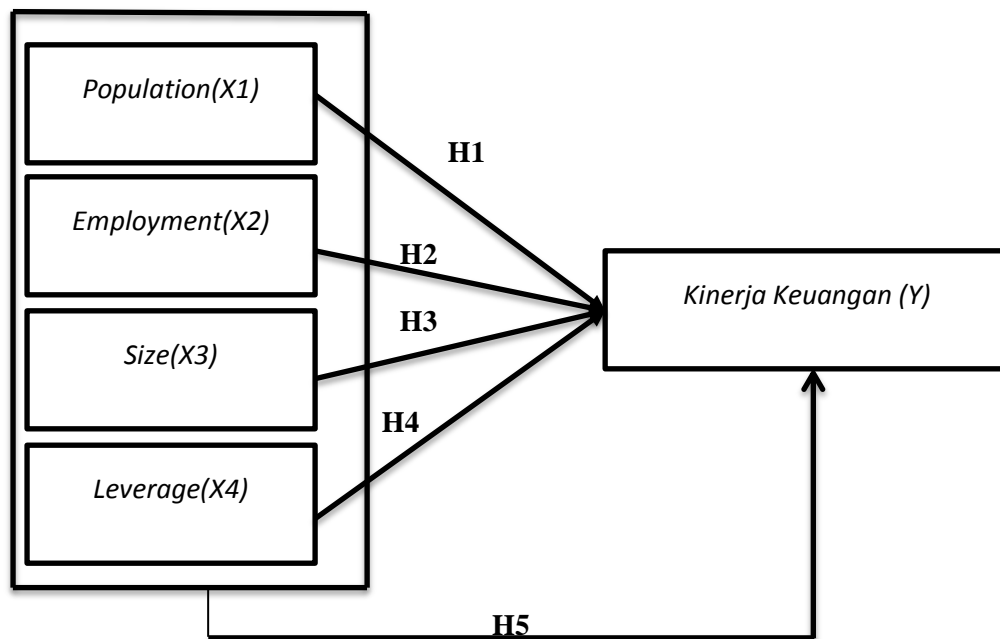 Population(X1)
H1
Employment(X2)
H2
Kinerja Keuangan (Y)
Size(X3)
H3
H4
Leverage(X4)
H5